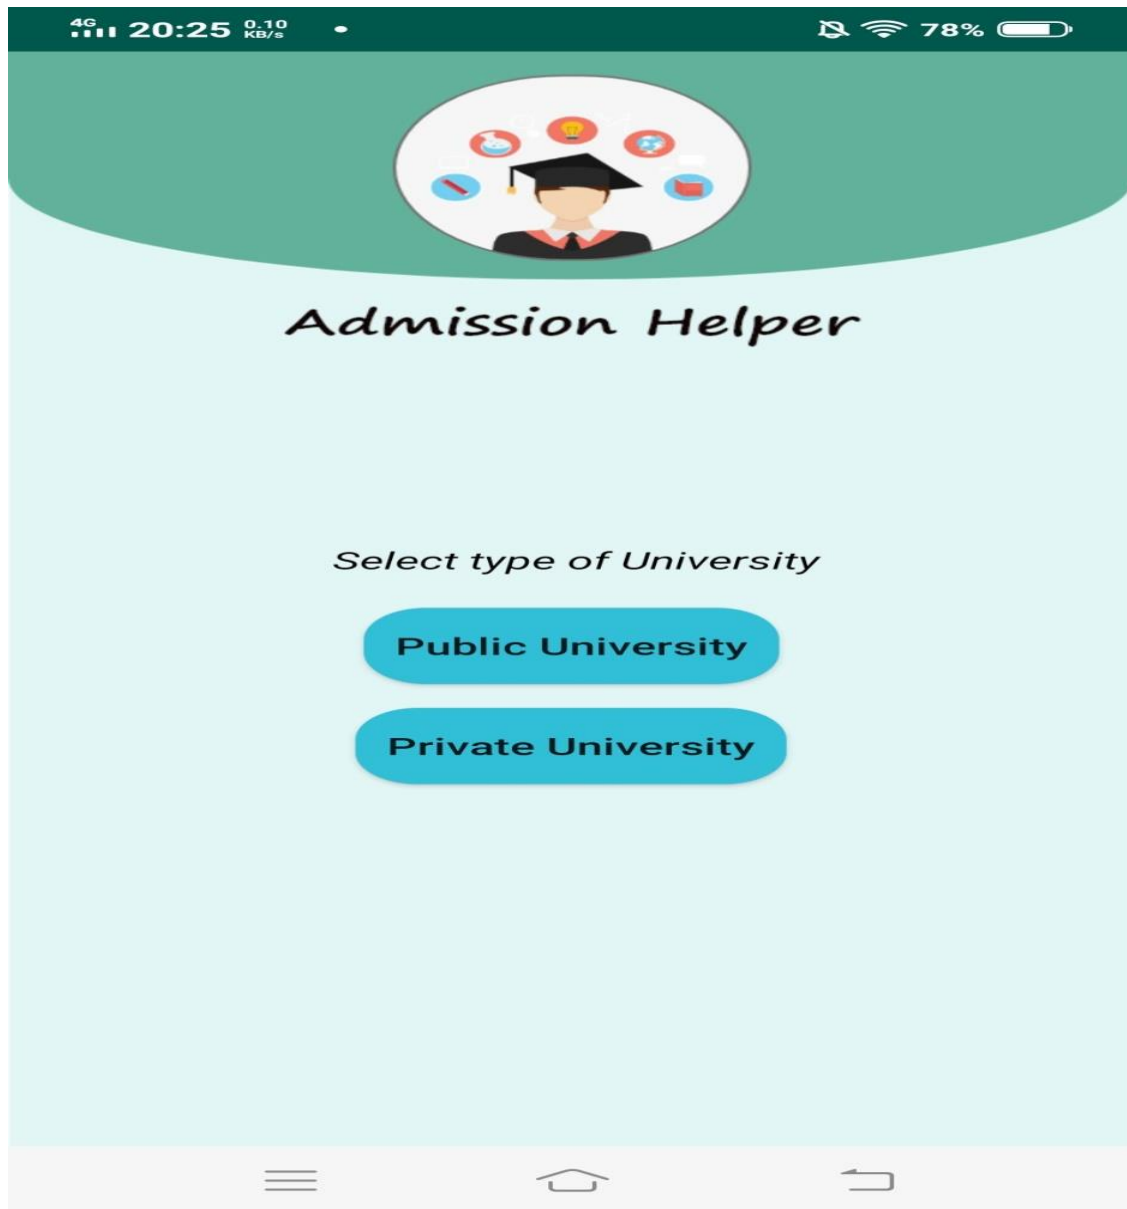 4G 20:25 0.10 KB/s 78%
Admission Helper
Select type of University
Public University
Private University